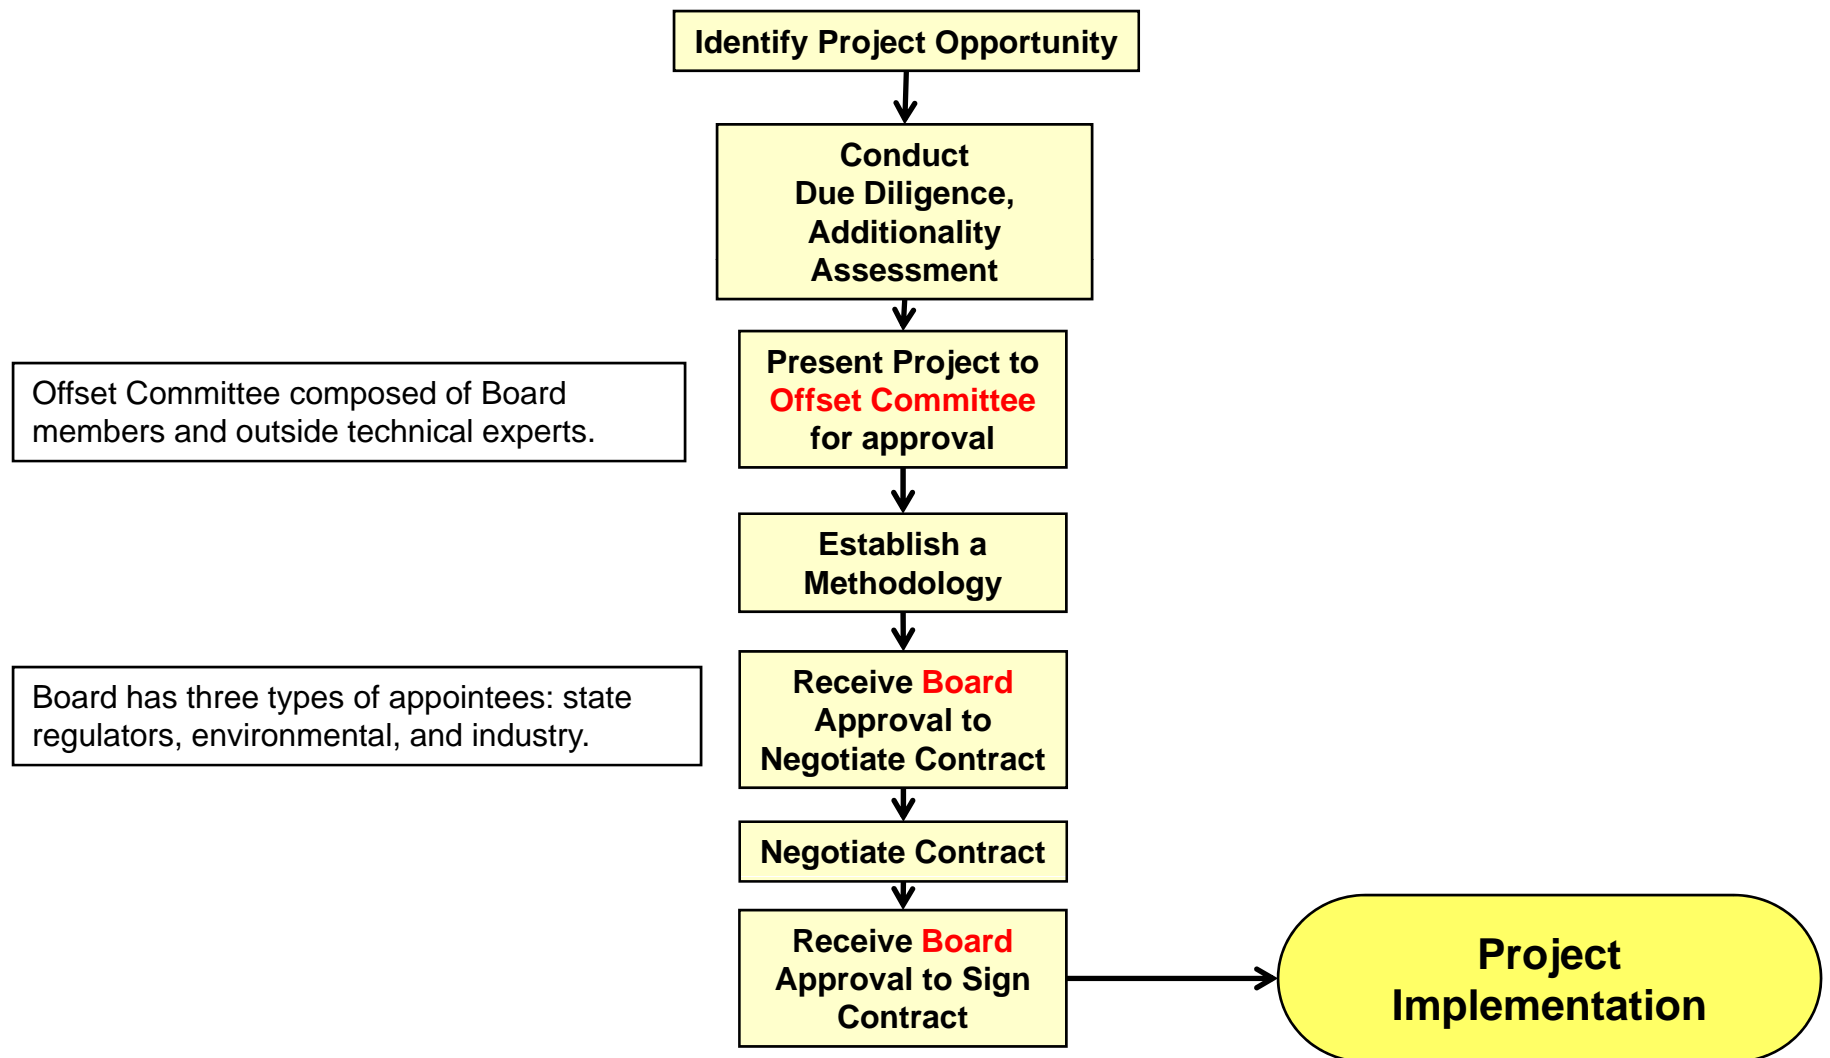 Identify Project Opportunity
Conduct
Due Diligence,
Additionality
Assessment
Present Project to
Offset Committee
for approval
Offset Committee composed of Board
members and outside technical experts.
Establish a
Methodology
Receive Board
Approval to
Negotiate Contract
Board has three types of appointees: state
regulators, environmental, and industry.
Negotiate Contract
Receive Board
Approval to Sign
Contract
Project
Implementation